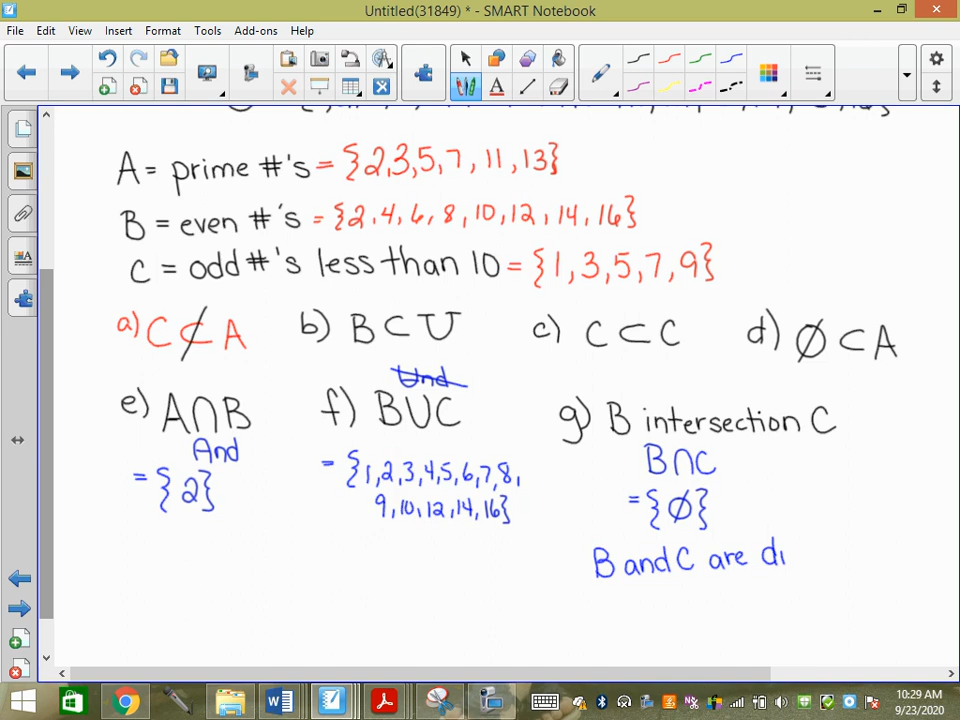 Untitled(31849) * - SMART Notebook
File Edit View Insert Format Tools Add-ons Help
A = prime #'s = {2,3,5,7,11,13}
B = even #'s = {2,4,6,8,10,12,14,16}
C = odd #'s less than 10 = {1,3,5,7,9}
a) C ⊄ A b) B ⊂ U c) C ⊂ C d) ∅ ⊂ A
Und
e) A∩B f) B∪C g) B intersection C
And B∩C
= {2} = {1,2,3,4,5,6,7,8,
9,10,12,14,16} = {∅}
B and C are di
10:29 AM
9/23/2020